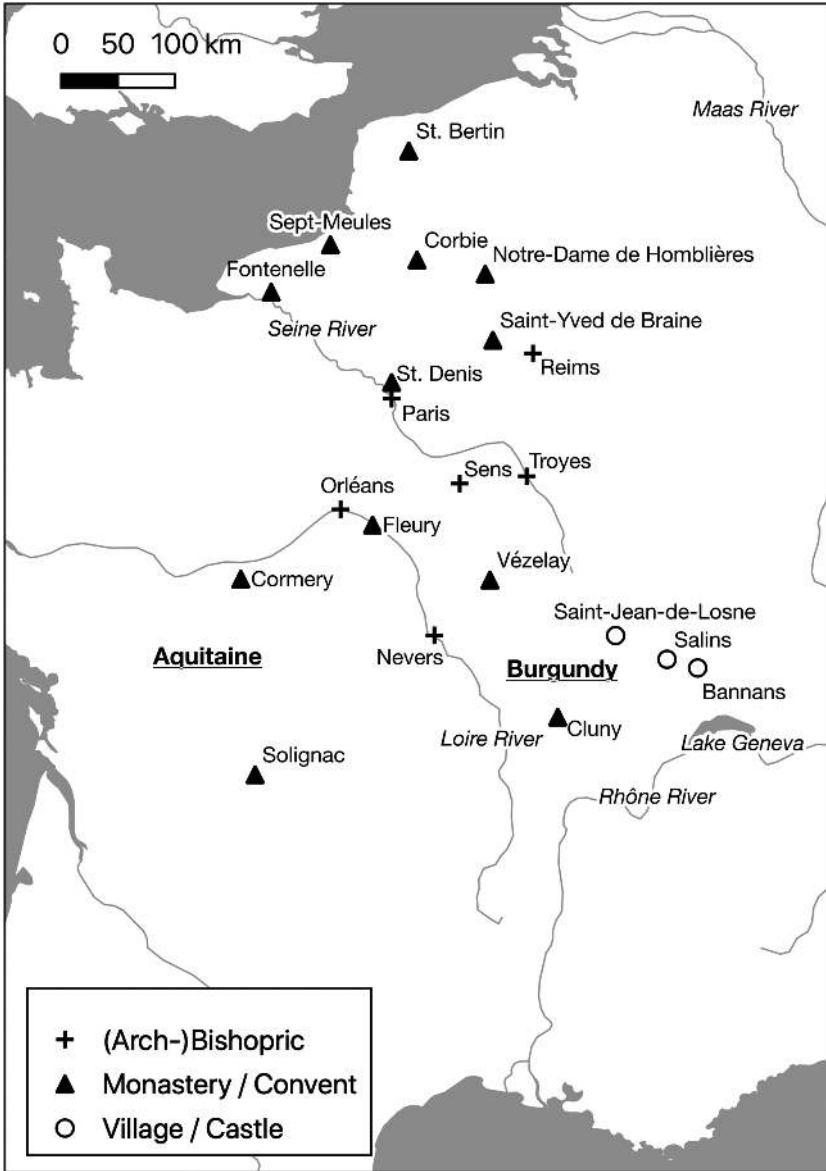 0 50 100 km
Maas River
St. Bertin
Sept-Meules
Corbie
Notre-Dame de Homblières
Fontenelle
Seine River
Saint-Yved de Braine
Reims
St. Denis
Paris
Sens
Troyes
Orléans
Fleury
Vézelay
Cormery
Saint-Jean-de-Losne
Salins
Nevers
Aquitaine
Burgundy
Bannans
Cluny
Loire River
Lake Geneva
Solignac
Rhône River
(Arch-)Bishopric
Monastery / Convent
Village / Castle